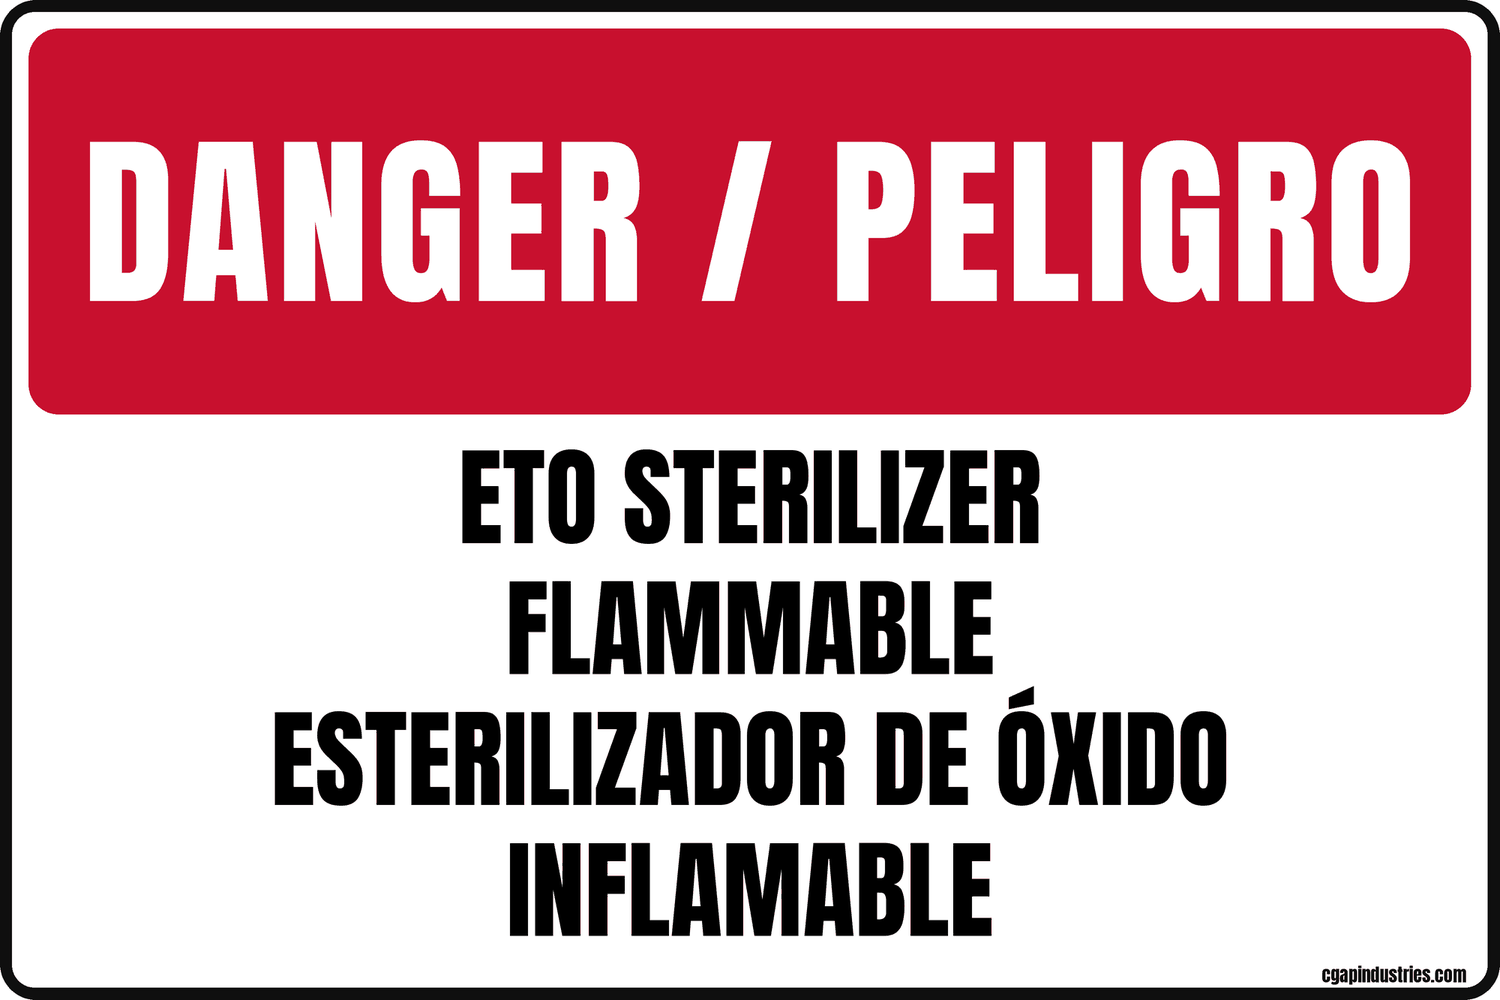 DANGER / PELIGRO
ETO STERILIZER
FLAMMABLE
ESTERILIZADOR DE ÓXIDO
INFLAMABLE
cgapindustries.com